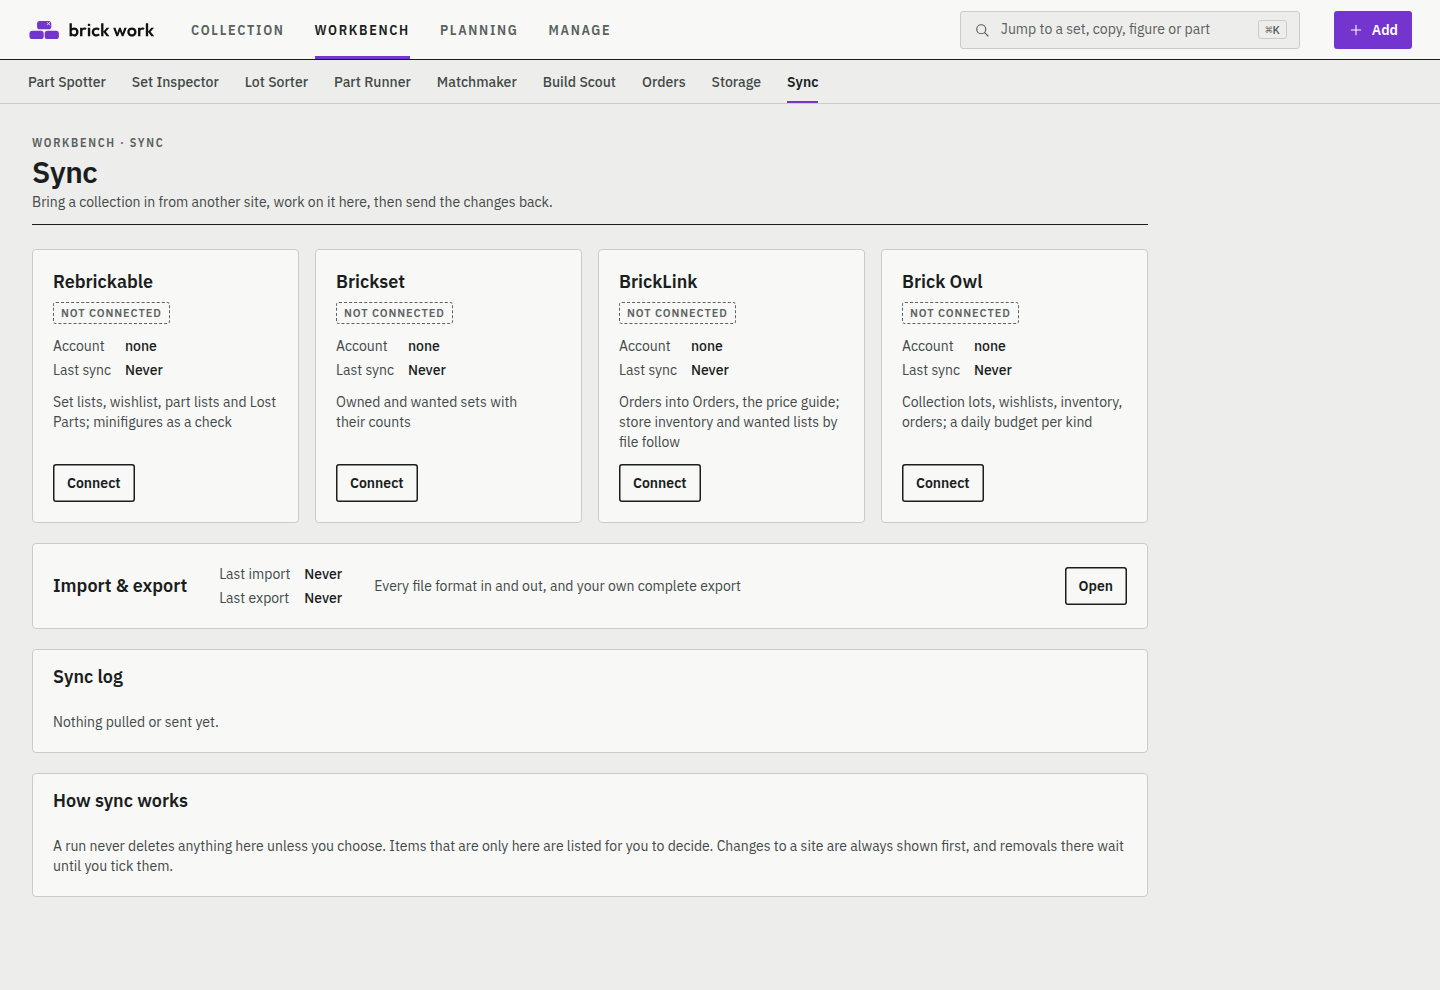 brick work
COLLECTION
WORKBENCH
PLANNING
MANAGE
Jump to a set, copy, figure or part
⌘K
+ Add
Part Spotter
Set Inspector
Lot Sorter
Part Runner
Matchmaker
Build Scout
Orders
Storage
Sync
WORKBENCH · SYNC
Sync
Bring a collection in from another site, work on it here, then send the changes back.
Rebrickable
NOT CONNECTED
Account none
Last sync Never
Set lists, wishlist, part lists and Lost
Parts; minifigures as a check
Connect
Brickset
NOT CONNECTED
Account none
Last sync Never
Owned and wanted sets with
their counts
Connect
BrickLink
NOT CONNECTED
Account none
Last sync Never
Orders into Orders, the price guide;
store inventory and wanted lists by
file follow
Connect
Brick Owl
NOT CONNECTED
Account none
Last sync Never
Collection lots, wishlists, inventory,
orders; a daily budget per kind
Connect
Import & export
Last import Never
Last export Never
Every file format in and out, and your own complete export
Open
Sync log
Nothing pulled or sent yet.
How sync works
A run never deletes anything here unless you choose. Items that are only here are listed for you to decide. Changes to a site are always shown first, and removals there wait
until you tick them.